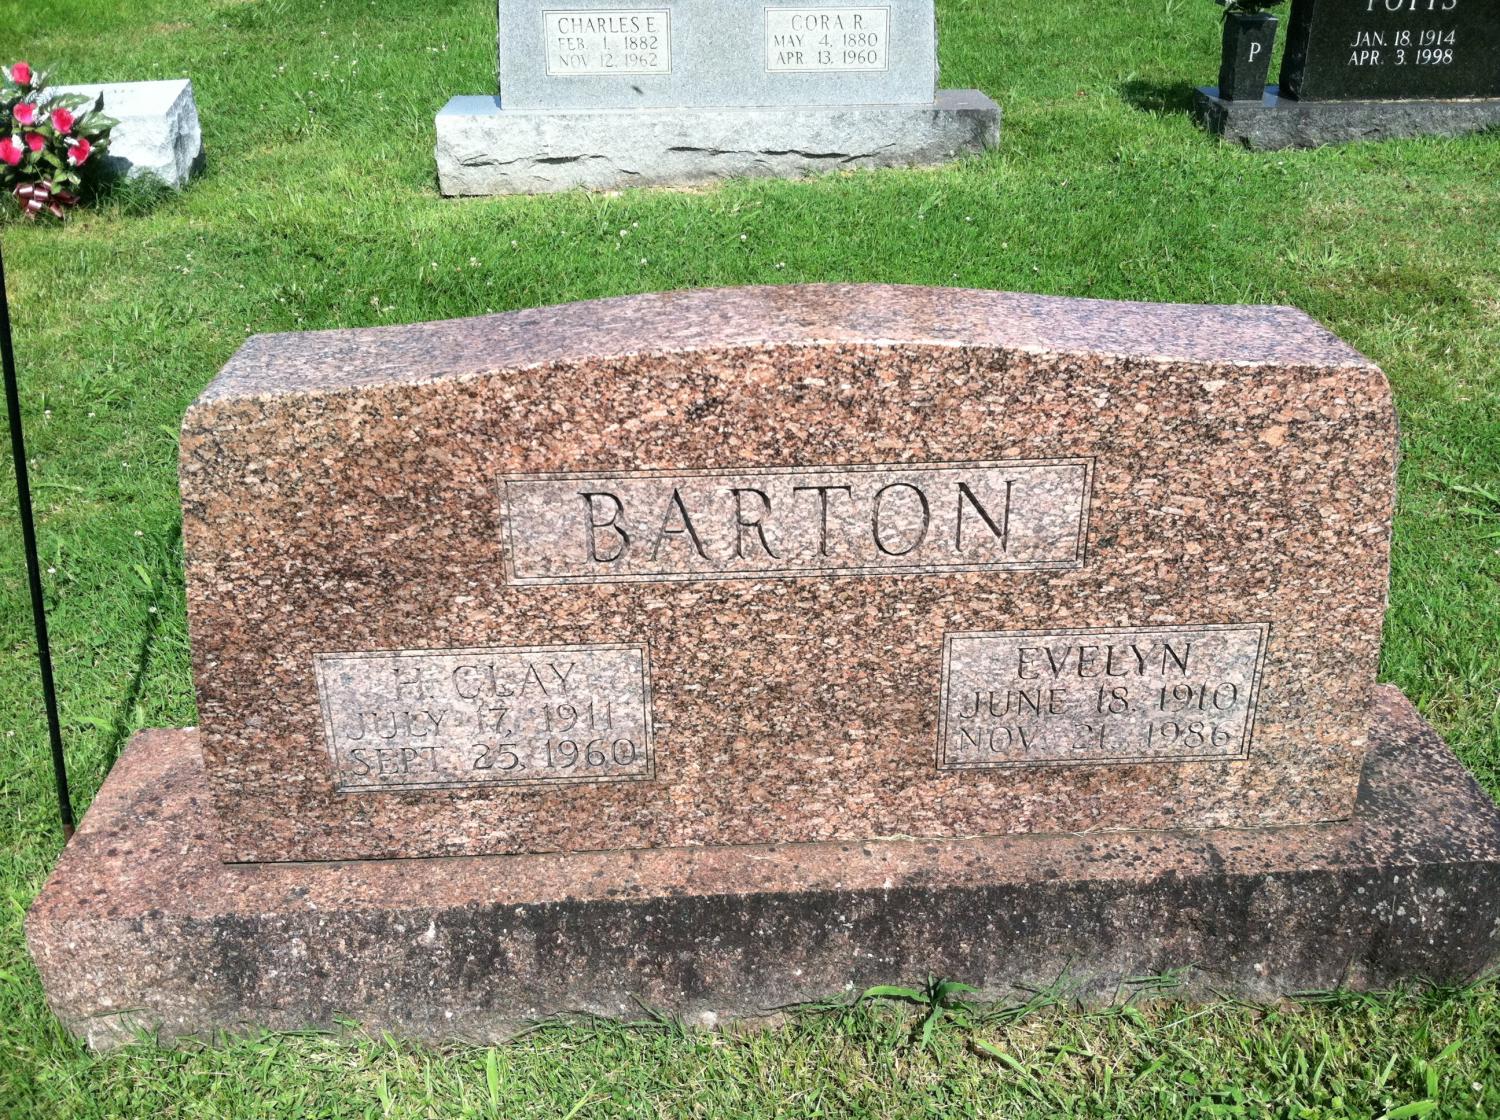 CHARLES E.
FEB. 1, 1882
NOV. 12, 1962
CORA R.
MAY 4, 1880
APR. 13, 1960
POTTS
JAN. 18, 1914
APR. 3, 1998
P
BARTON
H. CLAY
JULY 17, 1911
SEPT. 25, 1960
EVELYN
JUNE 18, 1910
NOV. 21, 1986